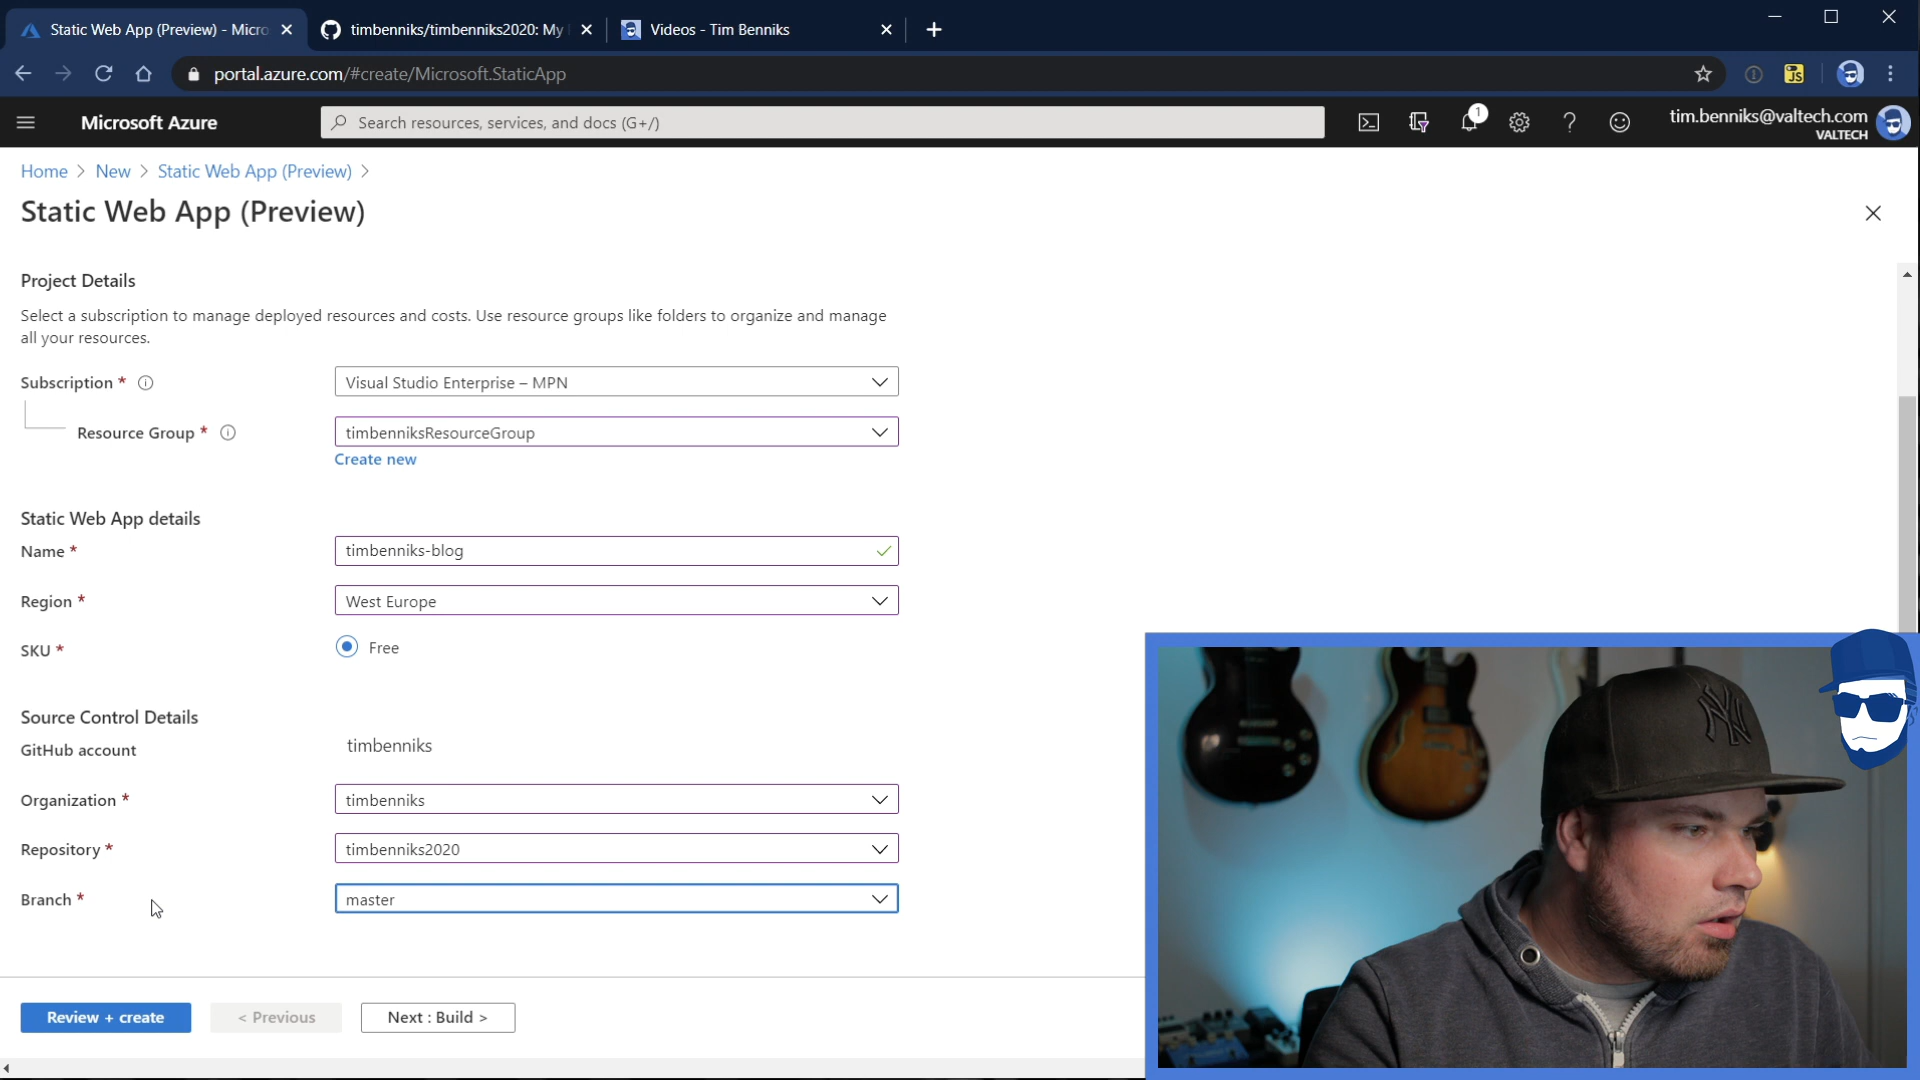 Static Web App (Preview) - Micro
timbenniks/timbenniks2020: My
Videos - Tim Benniks
portal.azure.com/#create/Microsoft.StaticApp
JS
Microsoft Azure
Search resources, services, and docs (G+/)
1
tim.benniks@valtech.com
VALTECH
Home > New > Static Web App (Preview) >
Static Web App (Preview)
Project Details
Select a subscription to manage deployed resources and costs. Use resource groups like folders to organize and manage
all your resources.
Subscription *
Visual Studio Enterprise – MPN
Resource Group *
timbenniksResourceGroup
Create new
Static Web App details
Name *
timbenniks-blog
Region *
West Europe
SKU *
Free
Source Control Details
GitHub account
timbenniks
Organization *
timbenniks
Repository *
timbenniks2020
Branch *
master
Review + create
< Previous
Next : Build >
NY